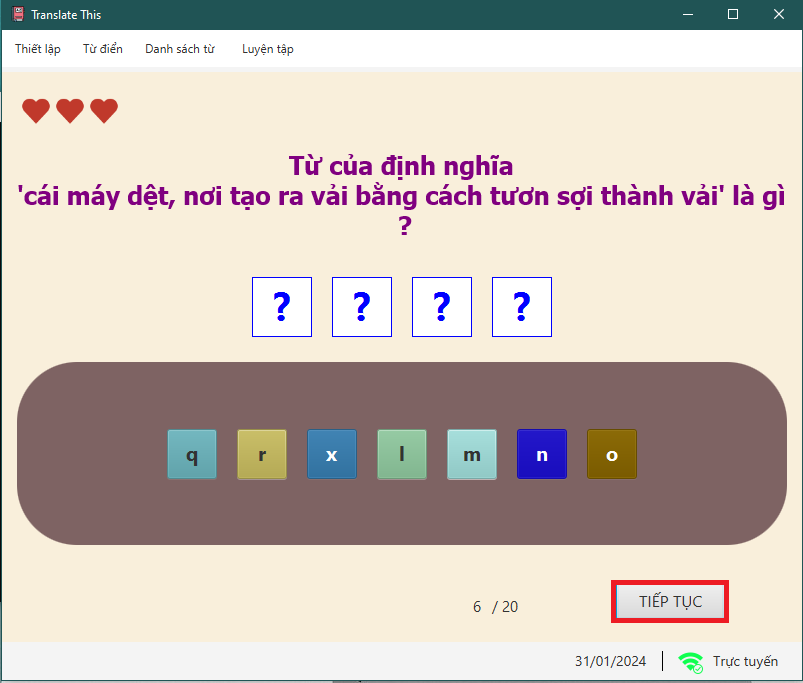 Translate This
Thiết lập Từ điển Danh sách từ Luyện tập
Từ của định nghĩa
'cái máy dệt, nơi tạo ra vải bằng cách tươn sợi thành vải' là gì
?
? ? ? ?
q r x l m n o
6 / 20
TIẾP TỤC
31/01/2024 Trực tuyến